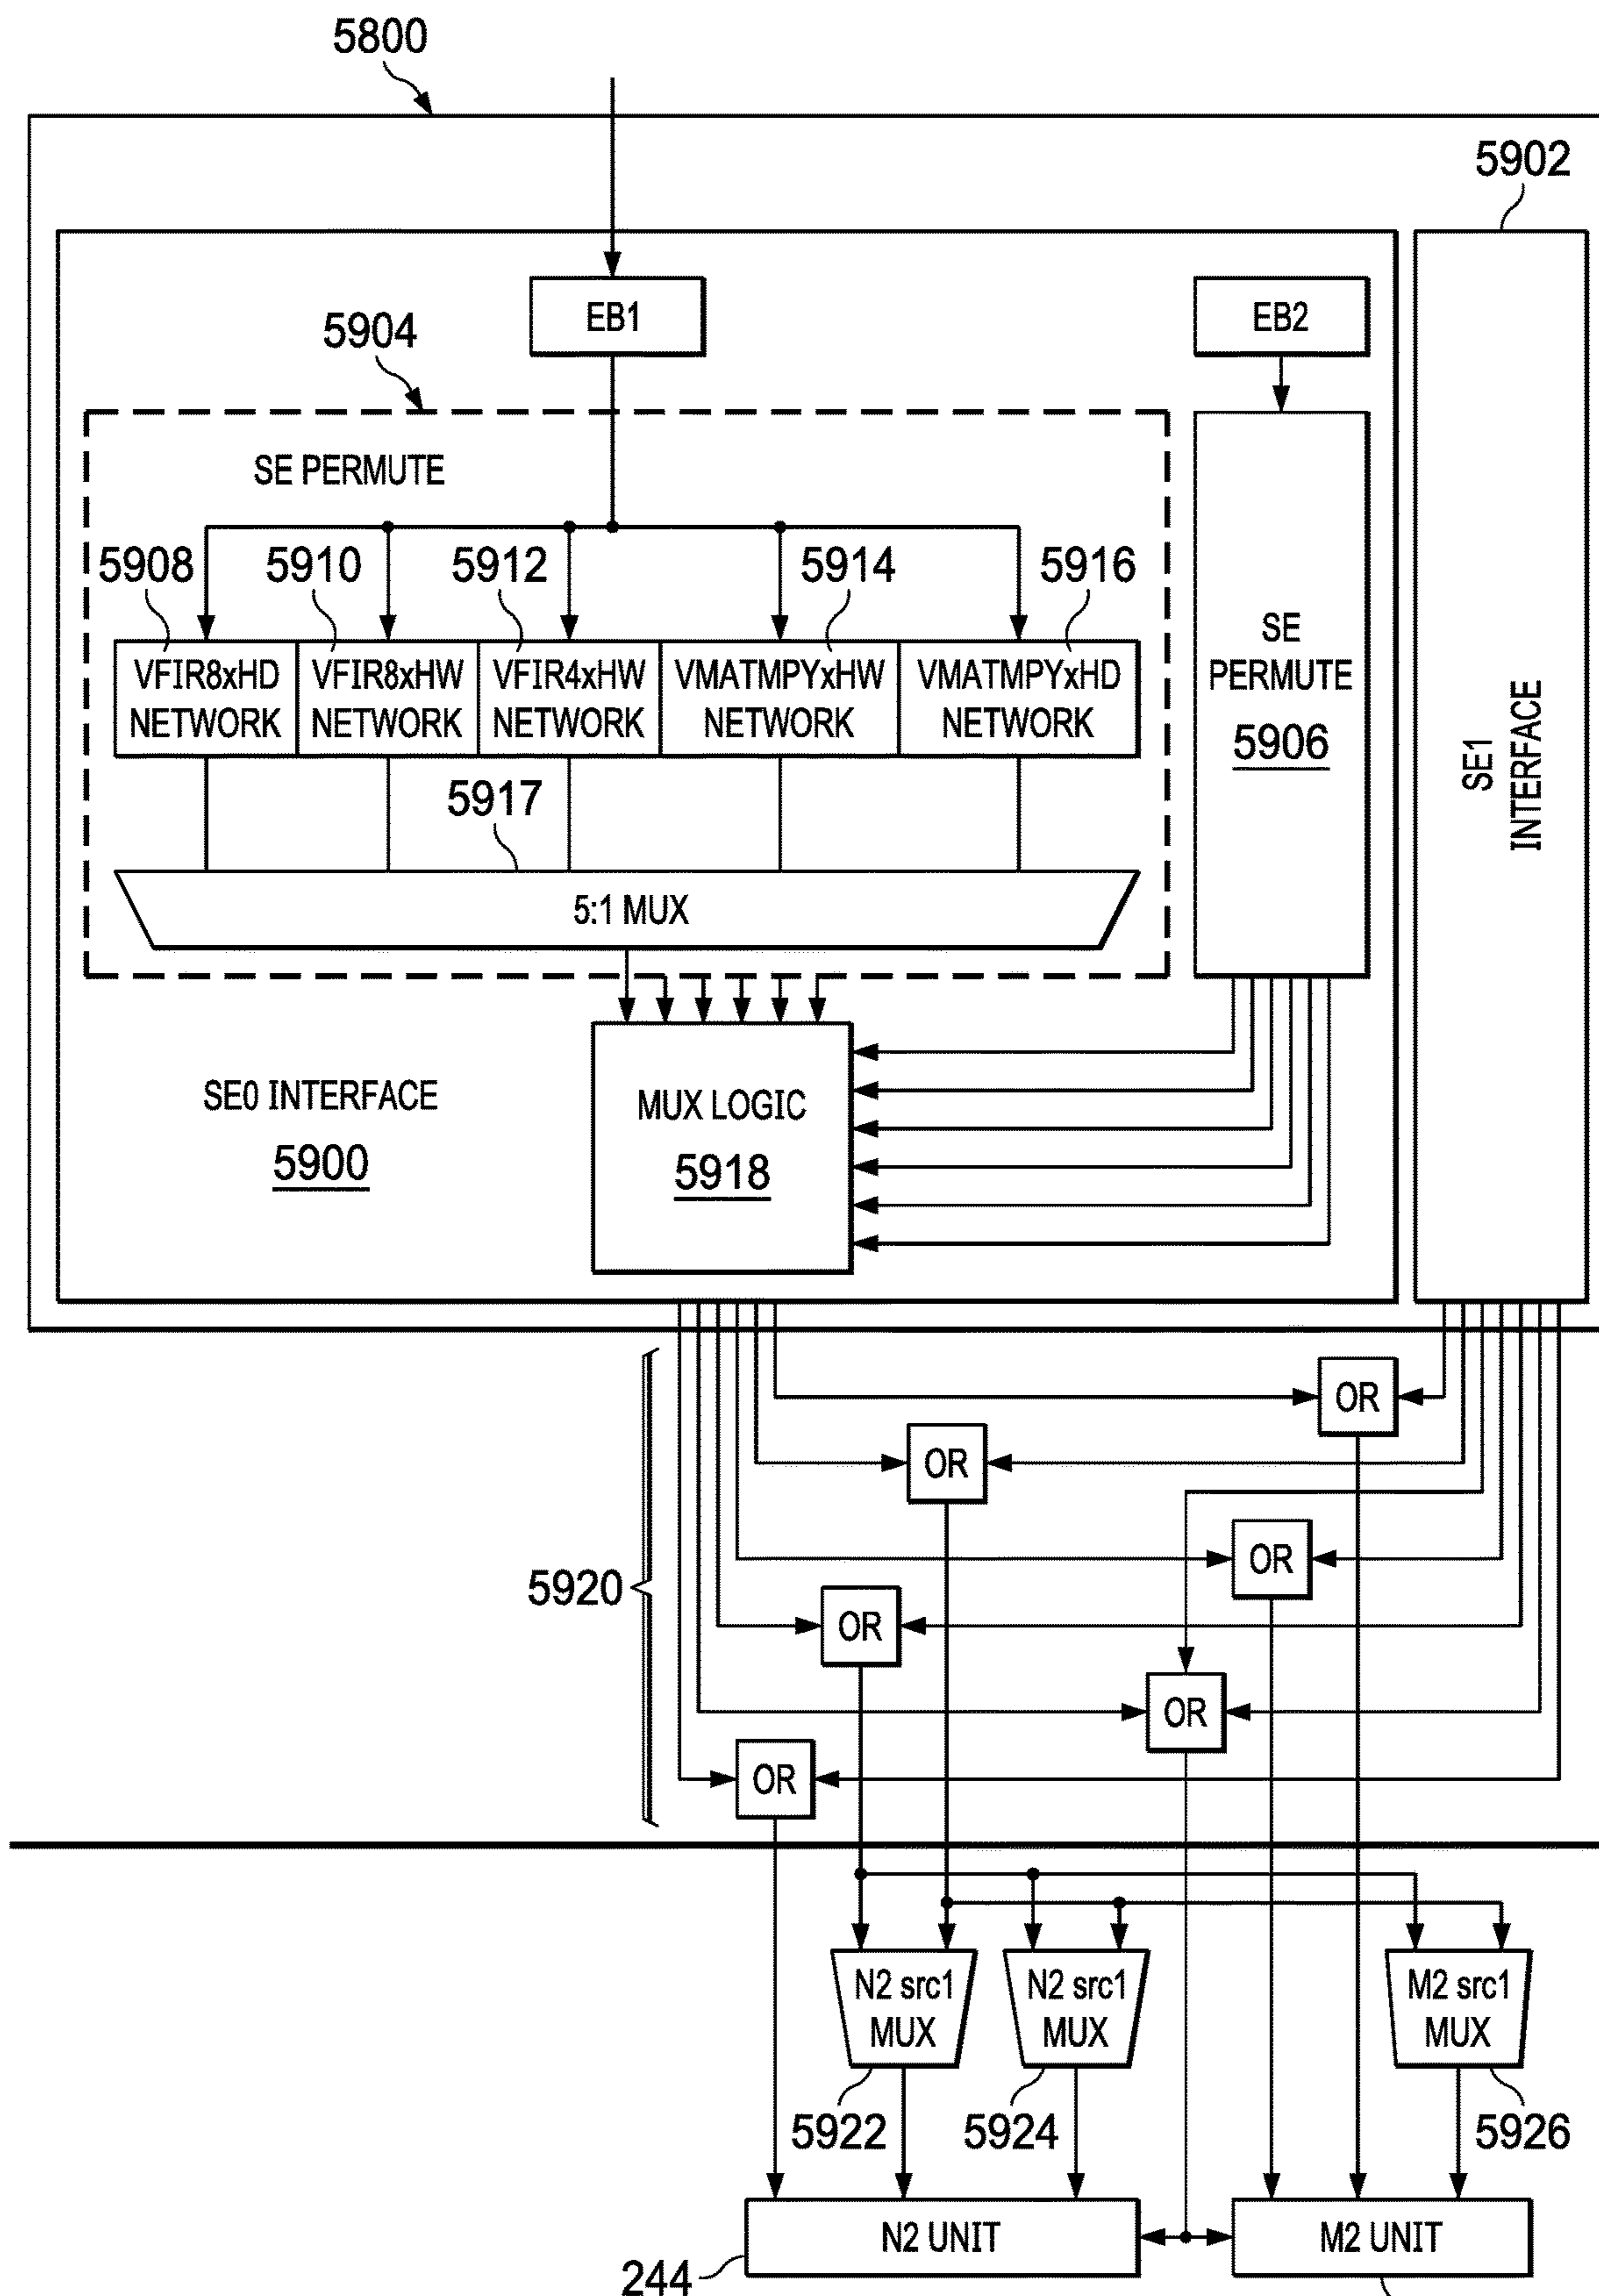 5800
5902
EB1
EB2
5904
SE PERMUTE
5908
5910
5912
5914
5916
VFIR8xHD
NETWORK
VFIR8xHW
NETWORK
VFIR4xHW
NETWORK
VMATMPYxHW
NETWORK
VMATMPYxHD
NETWORK
SE
PERMUTE
5906
SE1
INTERFACE
5917
5:1 MUX
SE0 INTERFACE
5900
MUX LOGIC
5918
OR
OR
OR
5920
OR
OR
OR
N2 src1
MUX
N2 src1
MUX
M2 src1
MUX
5922
5924
5926
N2 UNIT
M2 UNIT
244